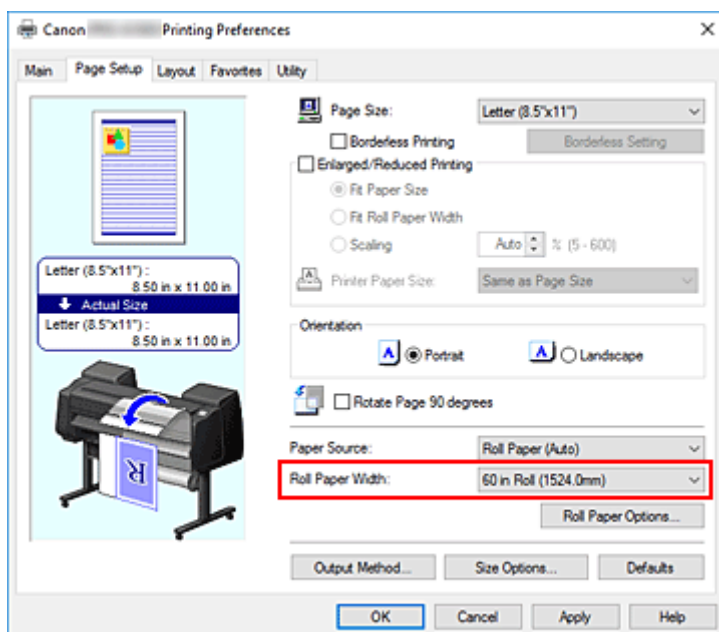 Canon Printing Preferences
Main Page Setup Layout Favorites Utility
Page Size: Letter (8.5"x11")
Borderless Printing Borderless Setting
Enlarged/Reduced Printing
Fit Paper Size
Fit Roll Paper Width
Scaling Auto % (5 - 600)
Printer Paper Size: Same as Page Size
Letter (8.5"x11") :
8.50 in x 11.00 in
Actual Size
Letter (8.5"x11") :
8.50 in x 11.00 in
Orientation
A Portrait A Landscape
Rotate Page 90 degrees
Paper Source: Roll Paper (Auto)
Roll Paper Width: 60 in Roll (1524.0mm)
Roll Paper Options...
Output Method... Size Options... Defaults
OK Cancel Apply Help
R